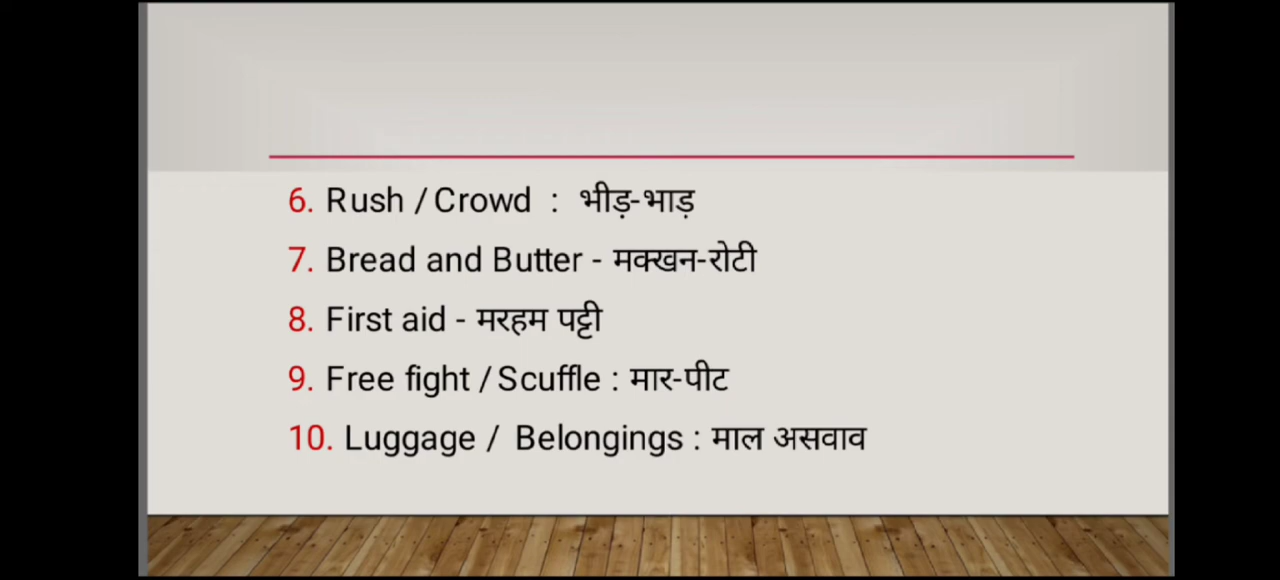 6. Rush / Crowd : भीड़-भाड़
7. Bread and Butter - मक्खन-रोटी
8. First aid - मरहम पट्टी
9. Free fight / Scuffle : मार-पीट
10. Luggage / Belongings : माल असवाव